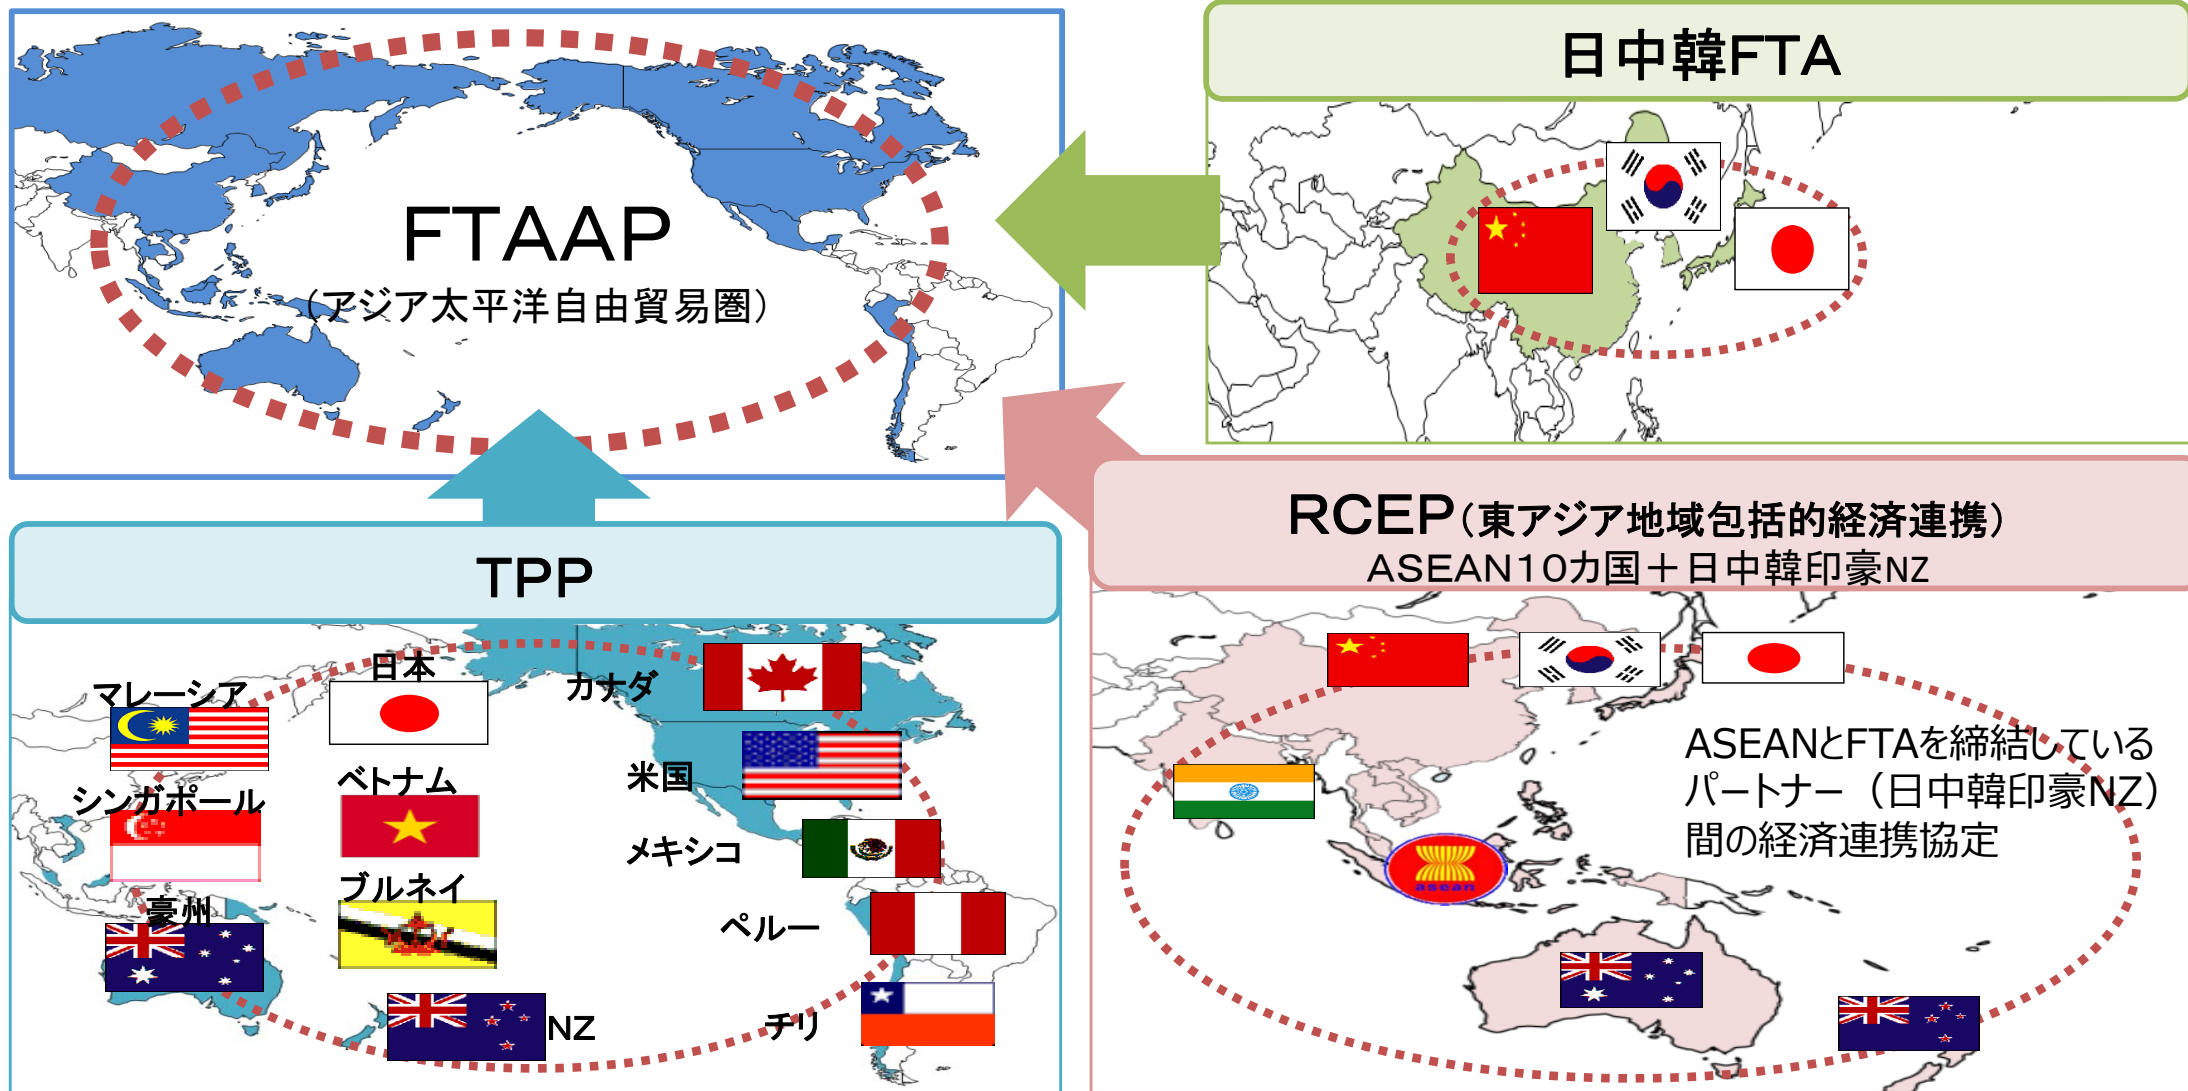 FTAAP
（アジア太平洋自由貿易圏）
日中韓FTA
RCEP（東アジア地域包括的経済連携）
ASEAN10カ国＋日中韓印豪NZ
ASEANとFTAを締結している
パートナー（日中韓印豪NZ）
間の経済連携協定
asean
TPP
日本
カナダ
マレーシア
米国
ベトナム
シンガポール
メキシコ
ブルネイ
豪州
ペルー
NZ
チリ